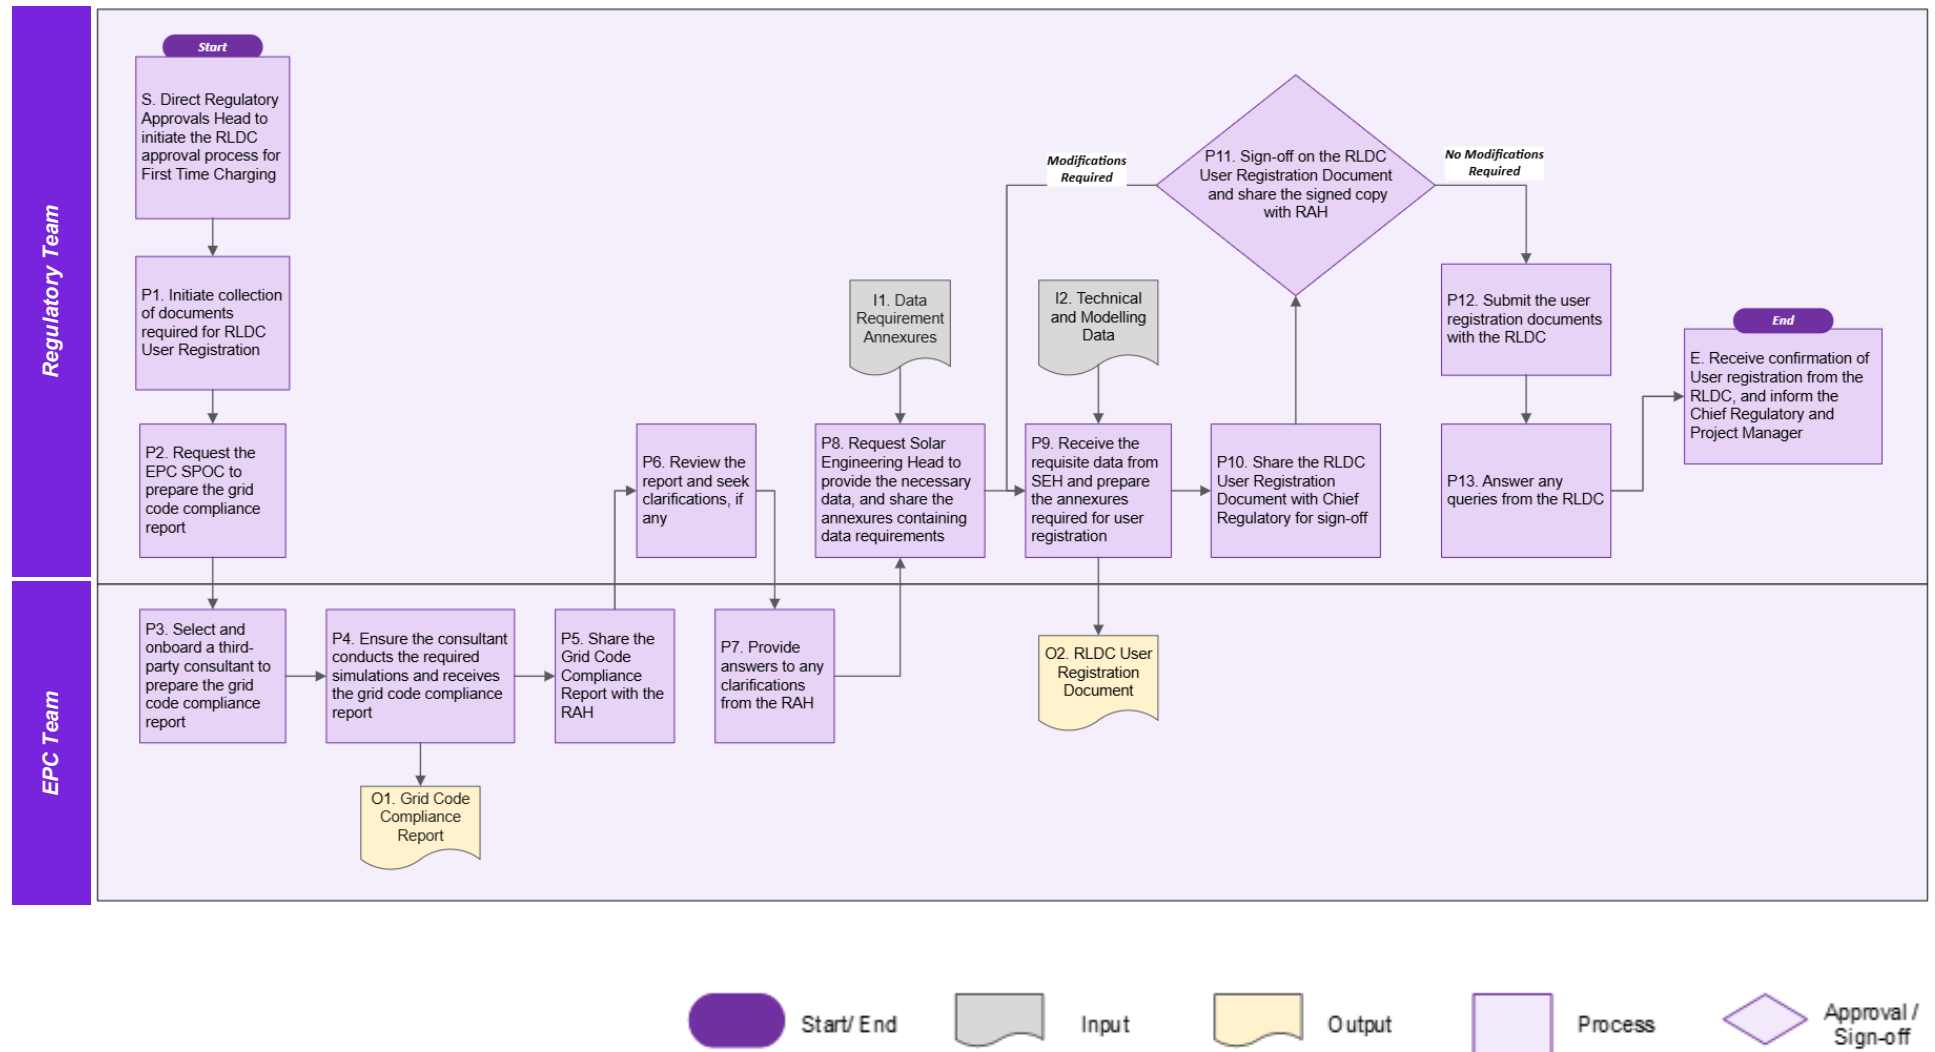 Regulatory Team
EPC Team
Start
S. Direct Regulatory
Approvals Head to
initiate the RLDC
approval process for
First Time Charging
P1. Initiate collection
of documents
required for RLDC
User Registration
P2. Request the
EPC SPOC to
prepare the grid
code compliance
report
P3. Select and
onboard a third-
party consultant to
prepare the grid
code compliance
report
P4. Ensure the consultant
conducts the required
simulations and receives
the grid code compliance
report
O1. Grid Code
Compliance
Report
P5. Share the
Grid Code
Compliance
Report with the
RAH
P6. Review the
report and seek
clarifications, if
any
P7. Provide
answers to any
clarifications
from the RAH
I1. Data
Requirement
Annexures
P8. Request Solar
Engineering Head to
provide the necessary
data, and share the
annexures containing
data requirements
I2. Technical
and Modelling
Data
P9. Receive the
requisite data from
SEH and prepare
the annexures
required for user
registration
O2. RLDC User
Registration
Document
P10. Share the RLDC
User Registration
Document with Chief
Regulatory for sign-off
P11. Sign-off on the RLDC
User Registration Document
and share the signed copy
with RAH
Modifications
Required
No Modifications
Required
P12. Submit the user
registration documents
with the RLDC
P13. Answer any
queries from the RLDC
End
E. Receive confirmation of
User registration from the
RLDC, and inform the
Chief Regulatory and
Project Manager
Start/ End
Input
Output
Process
Approval /
Sign-off